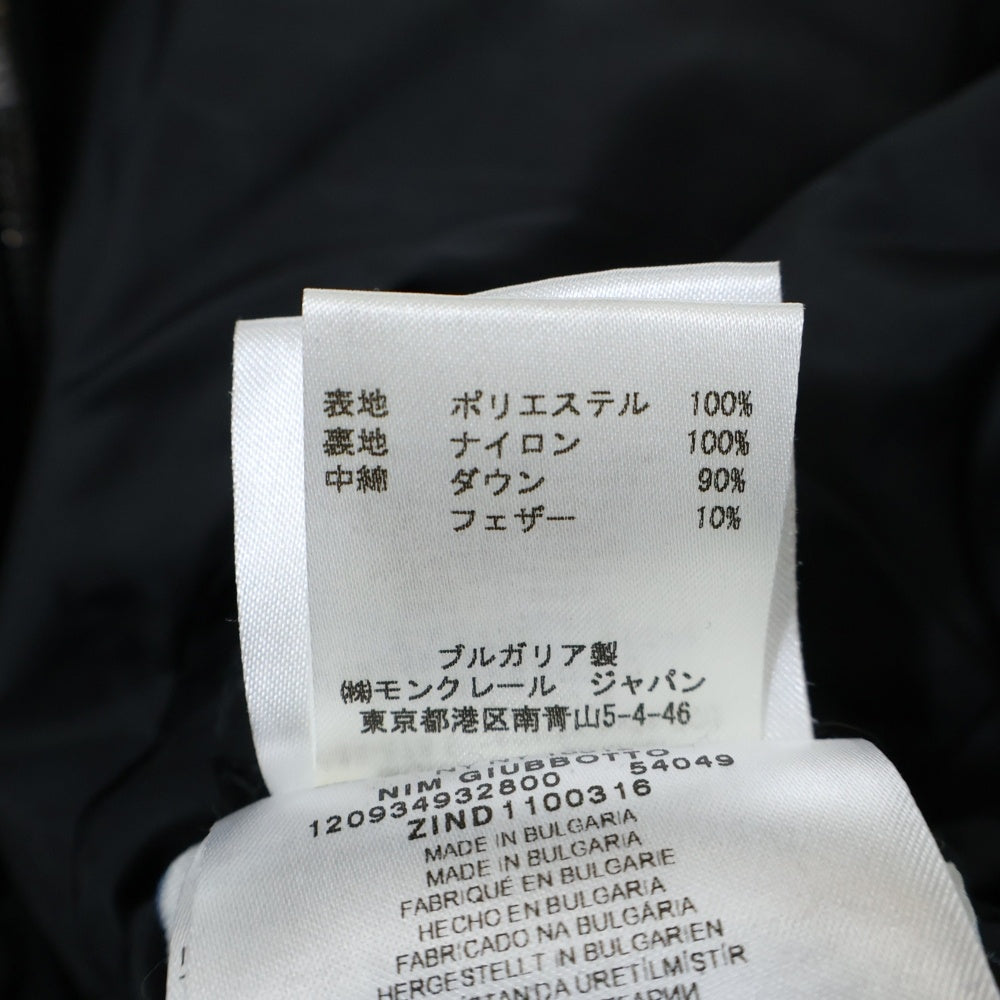 表地 ポリエステル 100%
裏地 ナイロン 100%
中綿 ダウン 90%
フェザー 10%
ブルガリア製
㈱モンクレール ジャパン
東京都港区南青山5-4-46
NIM GIUBBOTTO
120934932800 54049
ZIND1100316
MADE IN BULGARIA
MADE IN BULGARIA
FABRIQUÉ EN BULGARIE
HECHO EN BULGARIA
FABRICADO NA BULGÁRIA
HERGESTELLT IN BULGARIEN
ÜRETİLMİŞTİR